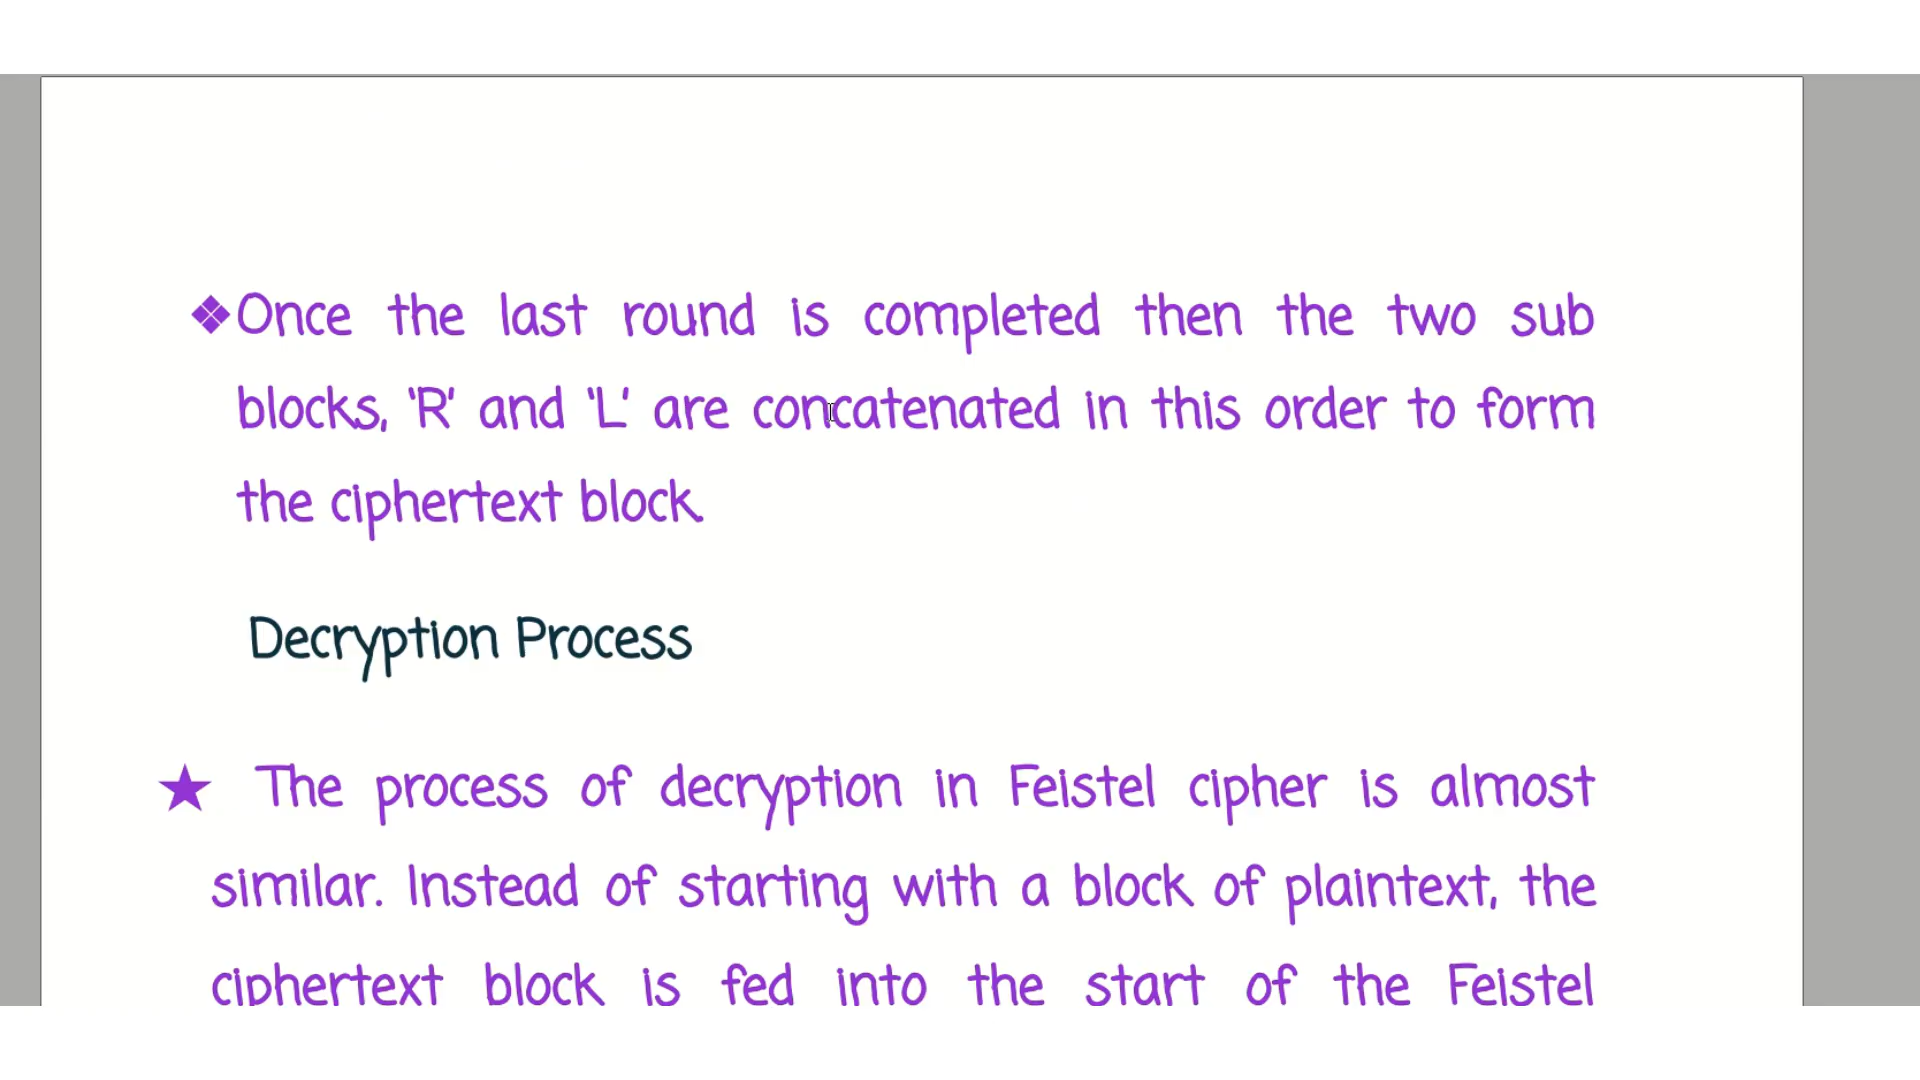 ❖Once the last round is completed then the two sub
blocks, 'R' and 'L' are concatenated in this order to form
the ciphertext block.
Decryption Process
★ The process of decryption in Feistel cipher is almost
similar. Instead of starting with a block of plaintext, the
ciphertext block is fed into the start of the Feistel